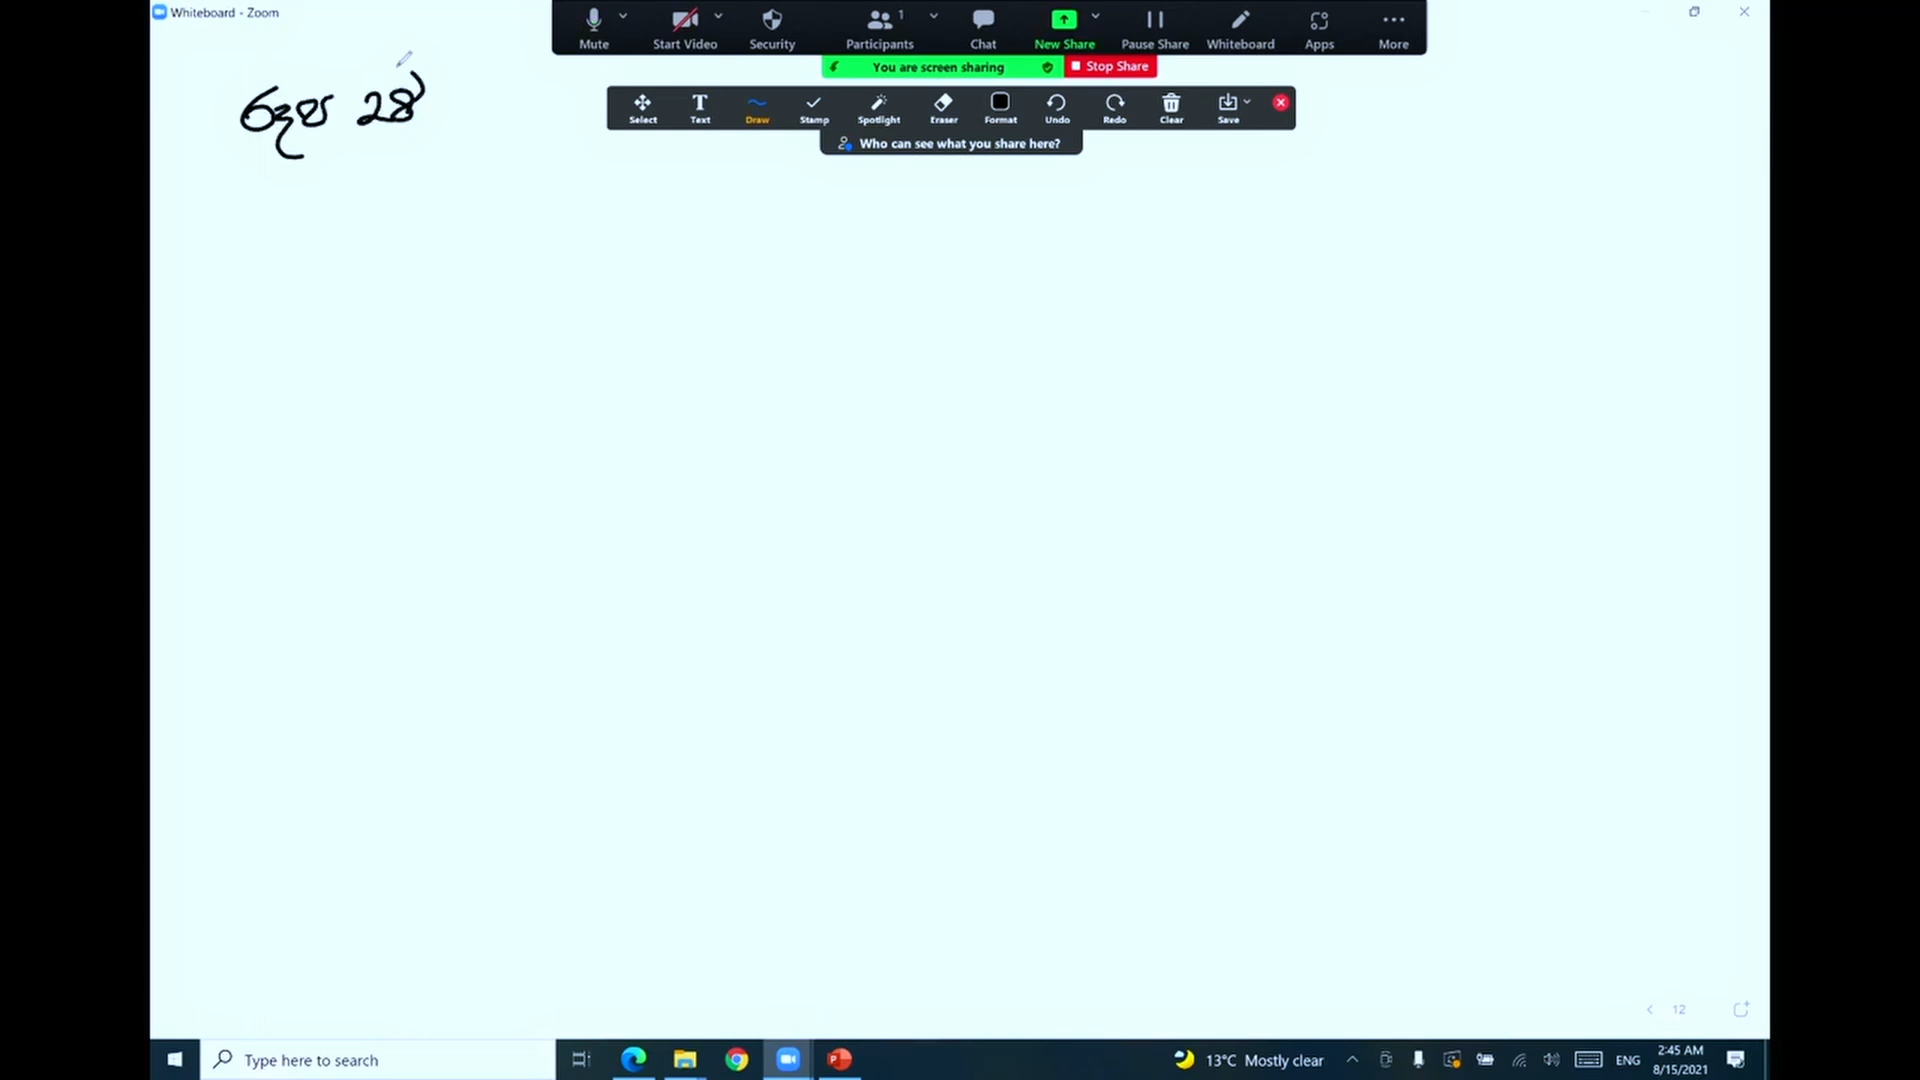 Whiteboard - Zoom
Mute Start Video Security Participants 1 Chat New Share Pause Share Whiteboard Apps More
You are screen sharing Stop Share
Select Text Draw Stamp Spotlight Eraser Format Undo Redo Clear Save
Who can see what you share here?
12
Type here to search
13°C Mostly clear
ENG
2:45 AM
8/15/2021